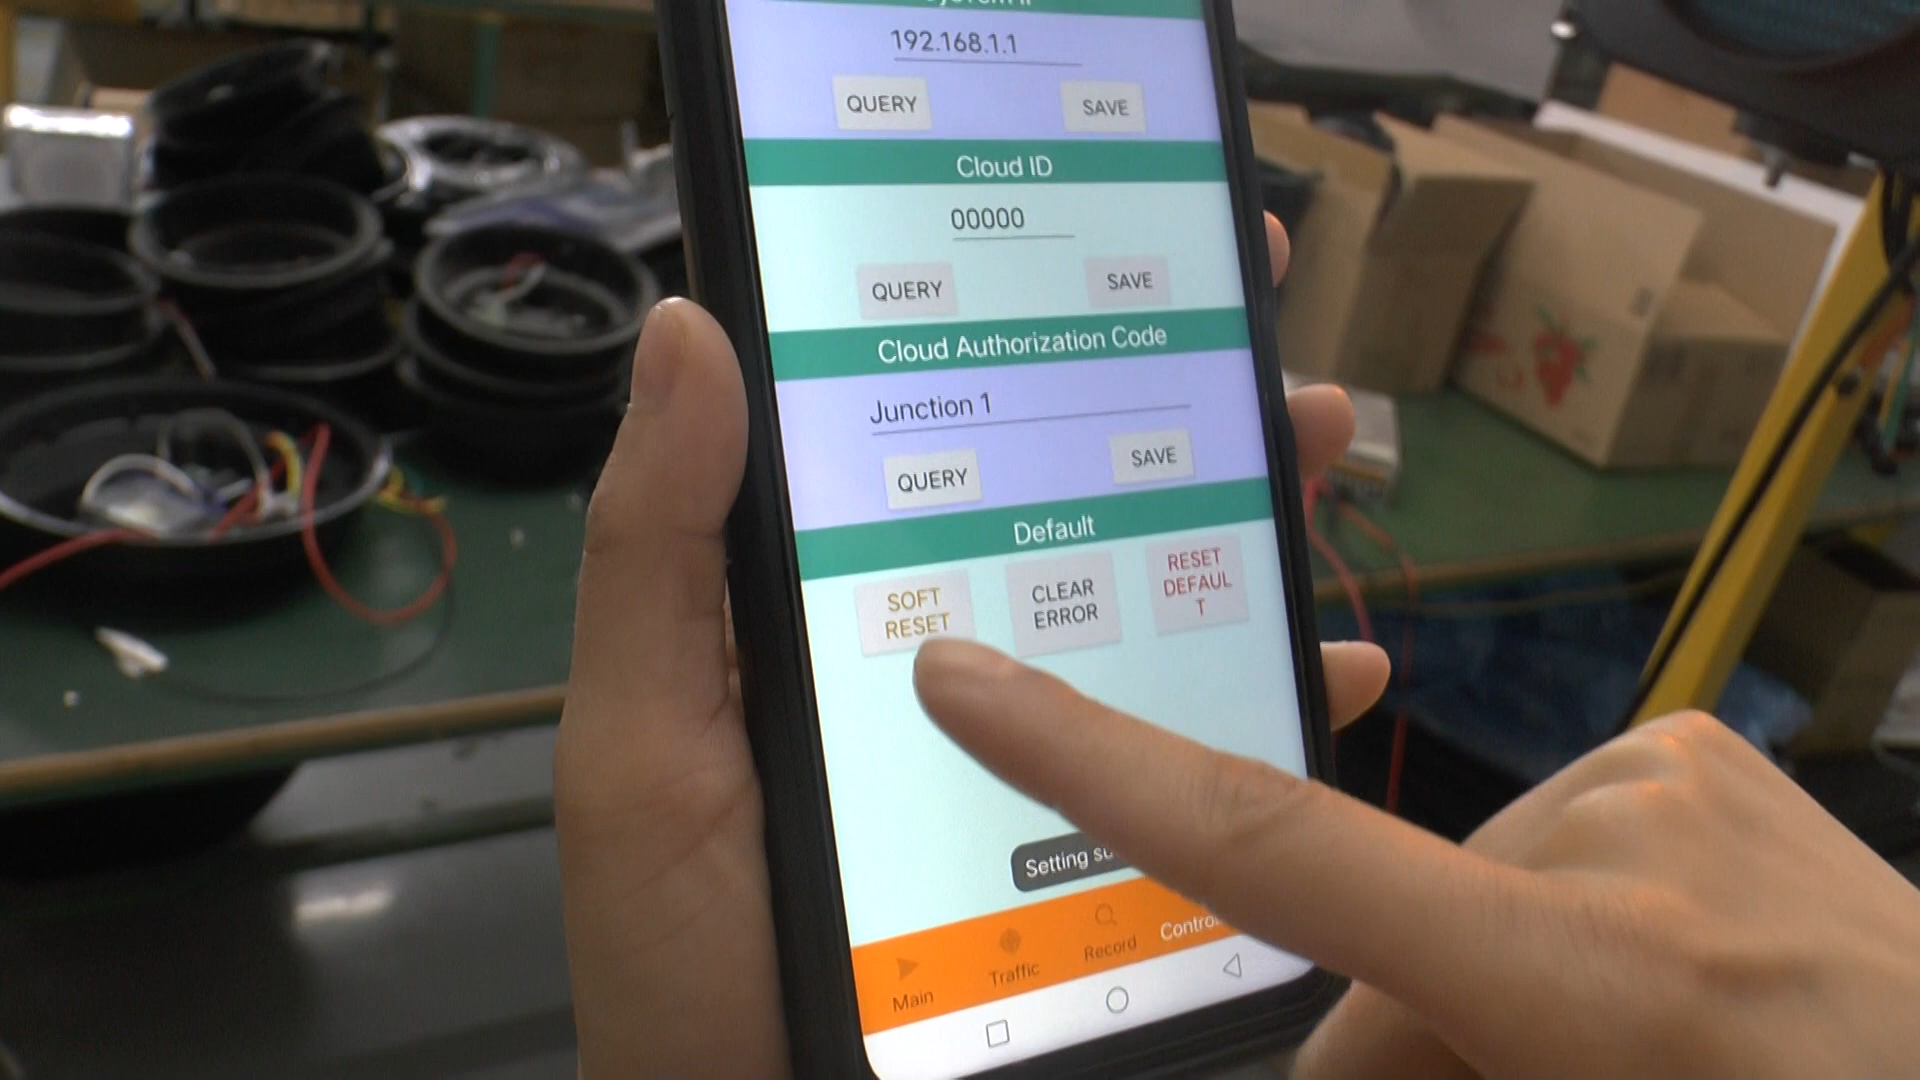 192.168.1.1
QUERY
SAVE
Cloud ID
00000
QUERY
SAVE
Cloud Authorization Code
Junction 1
QUERY
SAVE
Default
SOFT
RESET
CLEAR
ERROR
RESET
DEFAUL
T
Setting
Main
Traffic
Record